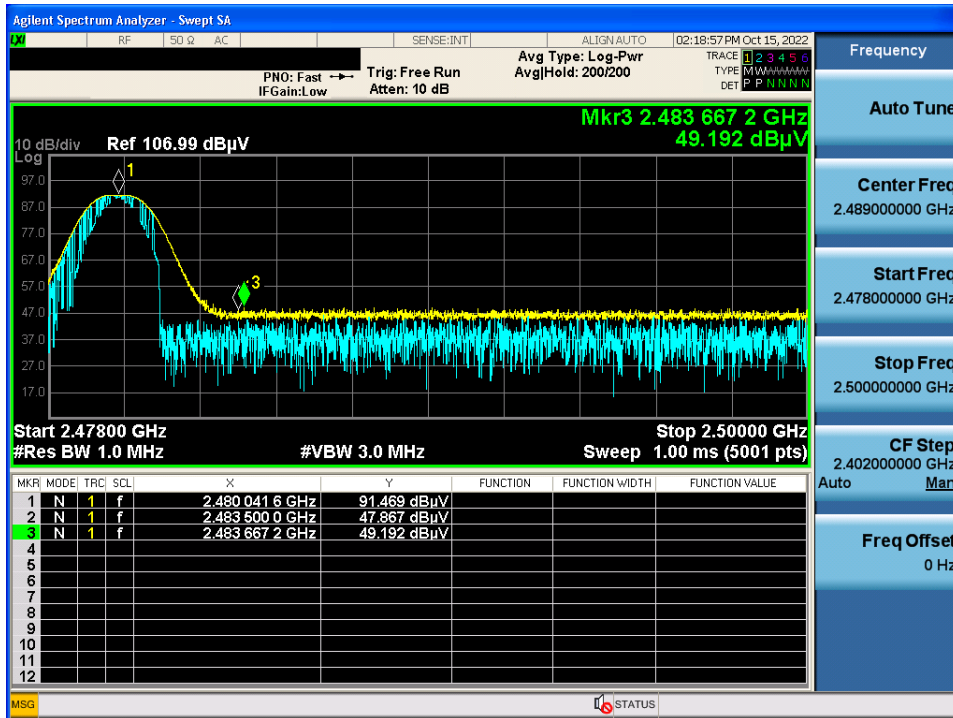 Agilent Spectrum Analyzer - Swept SA
LXI RF 50 Ω AC SENSE:INT ALIGN AUTO 02:18:57 PM Oct 15, 2022
PNO: Fast Trig: Free Run Avg Type: Log-Pwr TRACE 1 2 3 4 5 6
IFGain:Low Atten: 10 dB Avg|Hold: 200/200 TYPE M W W W W W
DET P P N N N N
Mkr3 2.483 667 2 GHz
49.192 dBµV
10 dB/div Ref 106.99 dBµV
Log
97.0
87.0
77.0
67.0
57.0
47.0
37.0
27.0
17.0
1
3
Start 2.47800 GHz Stop 2.50000 GHz
#Res BW 1.0 MHz #VBW 3.0 MHz Sweep 1.00 ms (5001 pts)
MKR MODE TRC SCL X Y FUNCTION FUNCTION WIDTH FUNCTION VALUE
1 N 1 f 2.480 041 6 GHz 91.469 dBµV
2 N 1 f 2.483 500 0 GHz 47.867 dBµV
3 N 1 f 2.483 667 2 GHz 49.192 dBµV
4
5
6
7
8
9
10
11
12
MSG STATUS
Frequency
Auto Tune
Center Freq
2.489000000 GHz
Start Freq
2.478000000 GHz
Stop Freq
2.500000000 GHz
CF Step
2.402000000 GHz
Auto Man
Freq Offset
0 Hz